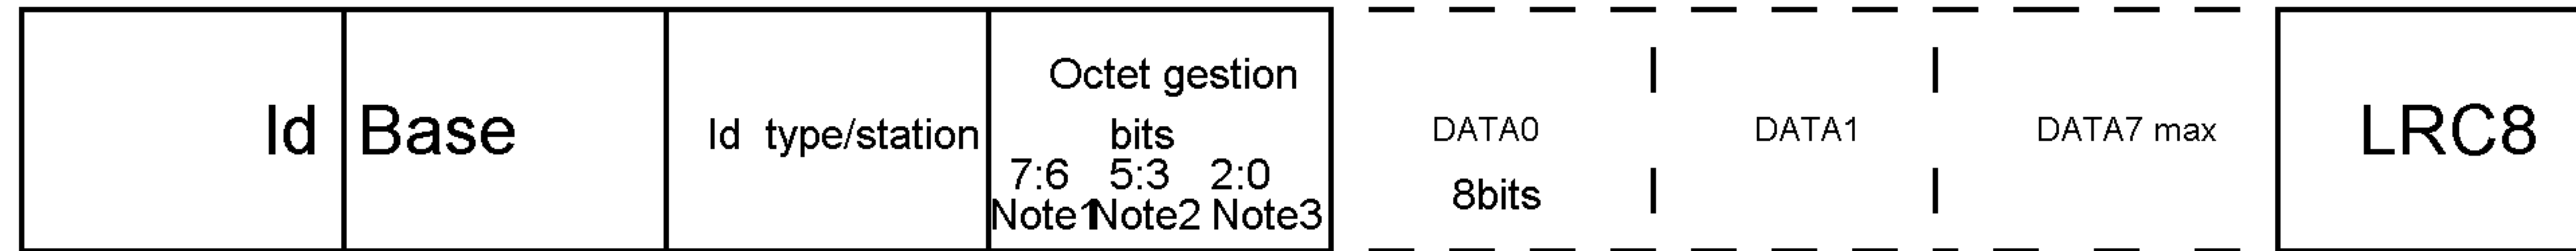 Id Base
Id type/station
Octet gestion
bits
7:6 5:3 2:0
Note1 Note2 Note3
DATA0
8bits
DATA1
DATA7 max
LRC8